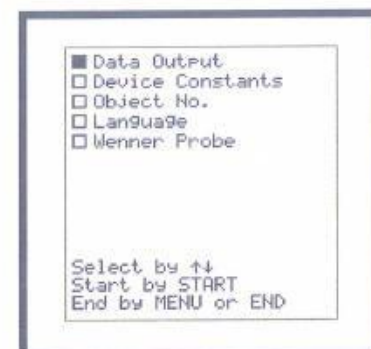 ■ Data Output
□ Device Constants
□ Object No.
□ Language
□ Wenner Probe
Select by ↑↓
Start by START
End by MENU or END